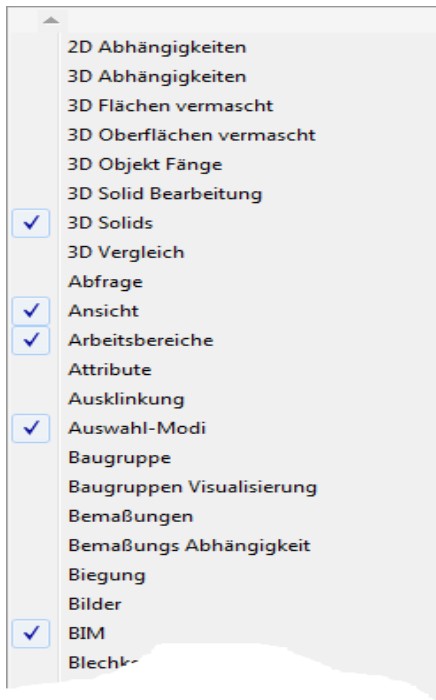 2D Abhängigkeiten
3D Abhängigkeiten
3D Flächen vermascht
3D Oberflächen vermascht
3D Objekt Fänge
3D Solid Bearbeitung
3D Solids
3D Vergleich
Abfrage
Ansicht
Arbeitsbereiche
Attribute
Ausklinkung
Auswahl-Modi
Baugruppe
Baugruppen Visualisierung
Bemaßungen
Bemaßungs Abhängigkeit
Biegung
Bilder
BIM